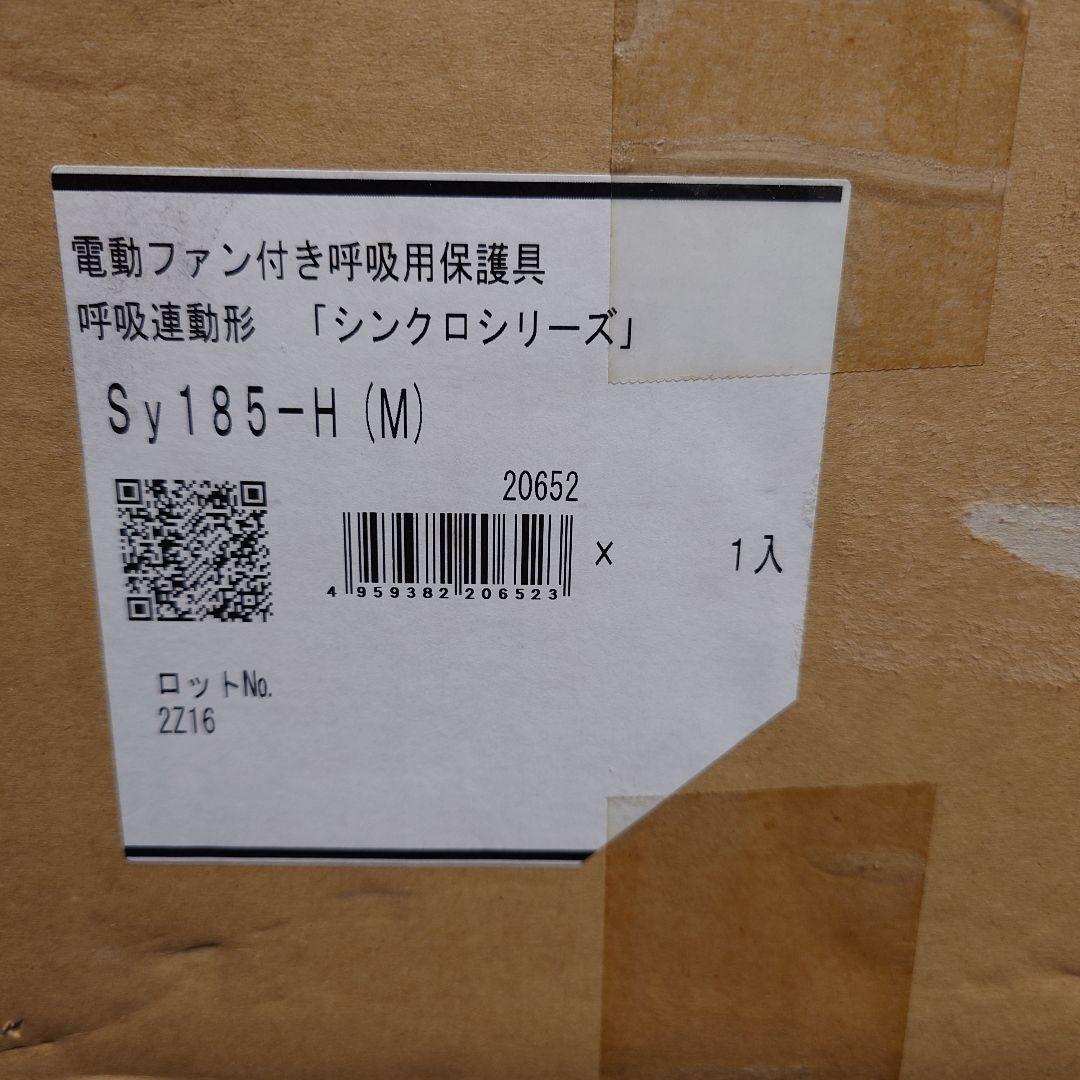 電動ファン付き呼吸用保護具
呼吸連動形 「シンクロシリーズ」
Sy185-H(M)
20652
4 959382 206523
× 1入
ロットNo.
2Z16